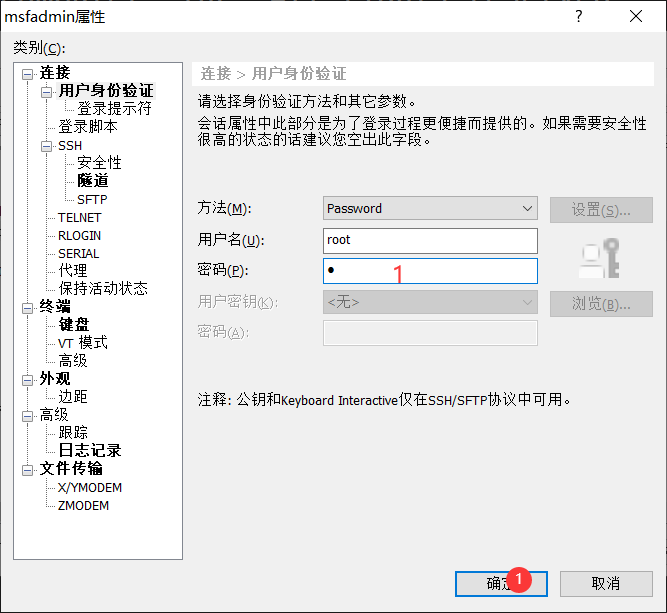 msfadmin属性
类别(C):
连接
用户身份验证
登录提示符
登录脚本
SSH
安全性
隧道
SFTP
TELNET
RLOGIN
SERIAL
代理
保持活动状态
终端
键盘
VT 模式
高级
外观
边距
高级
跟踪
日志记录
文件传输
X/YMODEM
ZMODEM
连接 > 用户身份验证
请选择身份验证方法和其它参数。
会话属性中此部分是为了登录过程更便捷而提供的。如果需要安全性
很高的状态的话建议您空出此字段。
方法(M):
Password
设置(S)...
用户名(U):
root
密码(P):
●
1
用户密钥(K):
<无>
浏览(B)...
密码(A):
注释: 公钥和Keyboard Interactive仅在SSH/SFTP协议中可用。
确定
1
取消